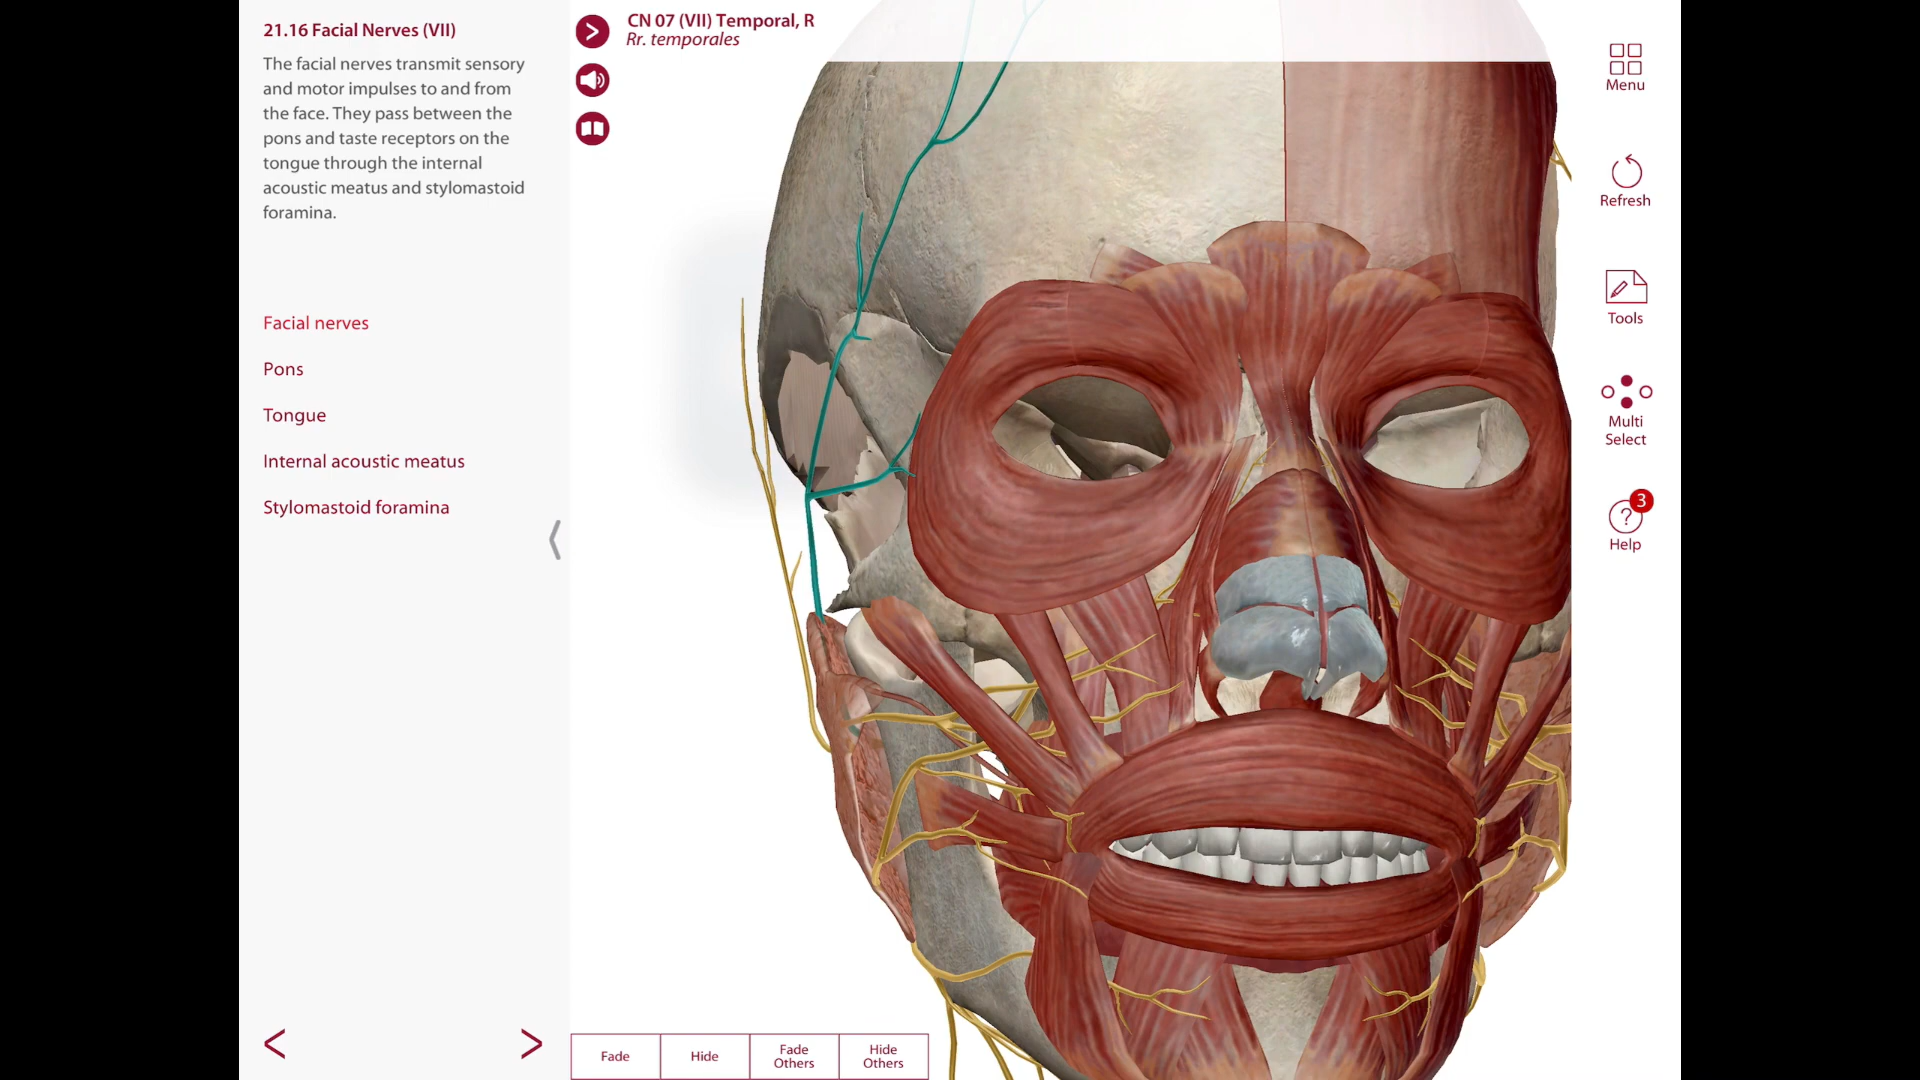 21.16 Facial Nerves (VII)
The facial nerves transmit sensory
and motor impulses to and from
the face. They pass between the
pons and taste receptors on the
tongue through the internal
acoustic meatus and stylomastoid
foramina.
Facial nerves
Pons
Tongue
Internal acoustic meatus
Stylomastoid foramina
CN 07 (VII) Temporal, R
Rr. temporales
Menu
Refresh
Tools
Multi
Select
3
?
Help
Fade
Hide
Fade
Others
Hide
Others